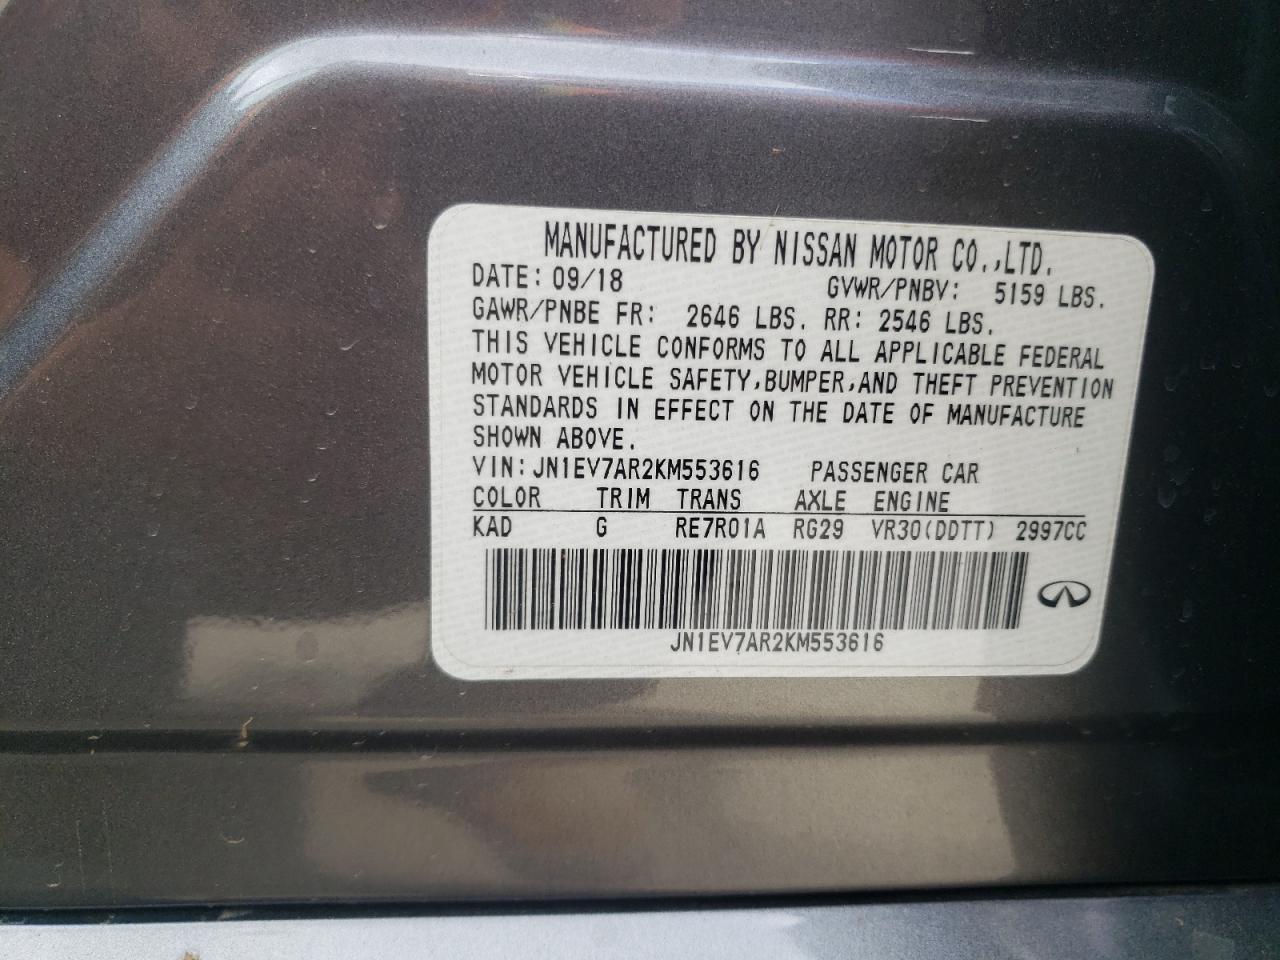 MANUFACTURED BY NISSAN MOTOR CO.,LTD.
DATE: 09/18 GVWR/PNBV: 5159 LBS.
GAWR/PNBE FR: 2646 LBS. RR: 2546 LBS.
THIS VEHICLE CONFORMS TO ALL APPLICABLE FEDERAL
MOTOR VEHICLE SAFETY,BUMPER,AND THEFT PREVENTION
STANDARDS IN EFFECT ON THE DATE OF MANUFACTURE
SHOWN ABOVE.
VIN: JN1EV7AR2KM553616 PASSENGER CAR
COLOR TRIM TRANS AXLE ENGINE
KAD G RE7R01A RG29 VR30(DDTT) 2997CC
JN1EV7AR2KM553616